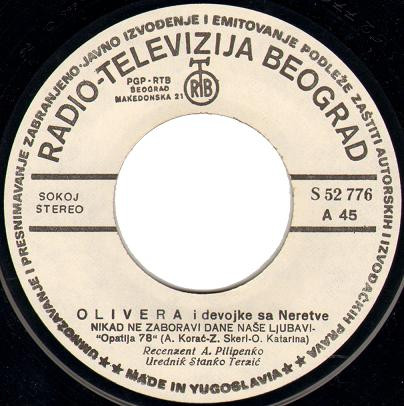 UMNOŽAVANJE I PRESNIMAVANJE ZABRANJENO·JAVNO IZVOĐENJE I EMITOVANJE PODLEŽE ZAŠTITI AUTORSKIH I IZVOĐAČKIH PRAVA
RADIO-TELEVIZIJA BEOGRAD
PGP-RTB
BEOGRAD
MAKEDONSKA 21
RTB
SOKOJ
STEREO
S 52 776
A 45
OLIVERA i devojke sa Neretve
NIKAD NE ZABORAVI DANE NAŠE LJUBAVI-
"Opatija 78" (A. Korać-Z. Skerl-O. Katarina)
Recenzent A. Pilipenko
Urednik Stanko Terzić
★ MADE IN YUGOSLAVIA ★